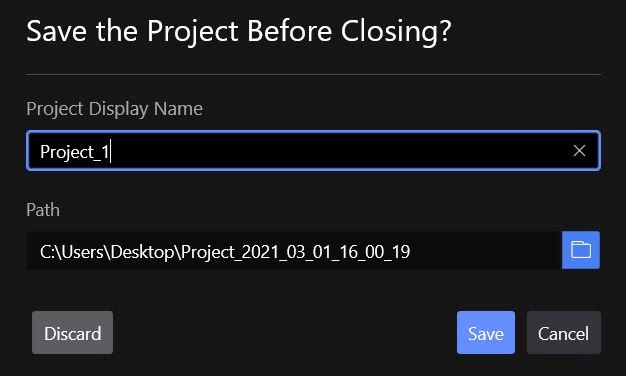 Save the Project Before Closing?
Project Display Name
Project_1
Path
C:\Users\Desktop\Project_2021_03_01_16_00_19
Discard
Save
Cancel